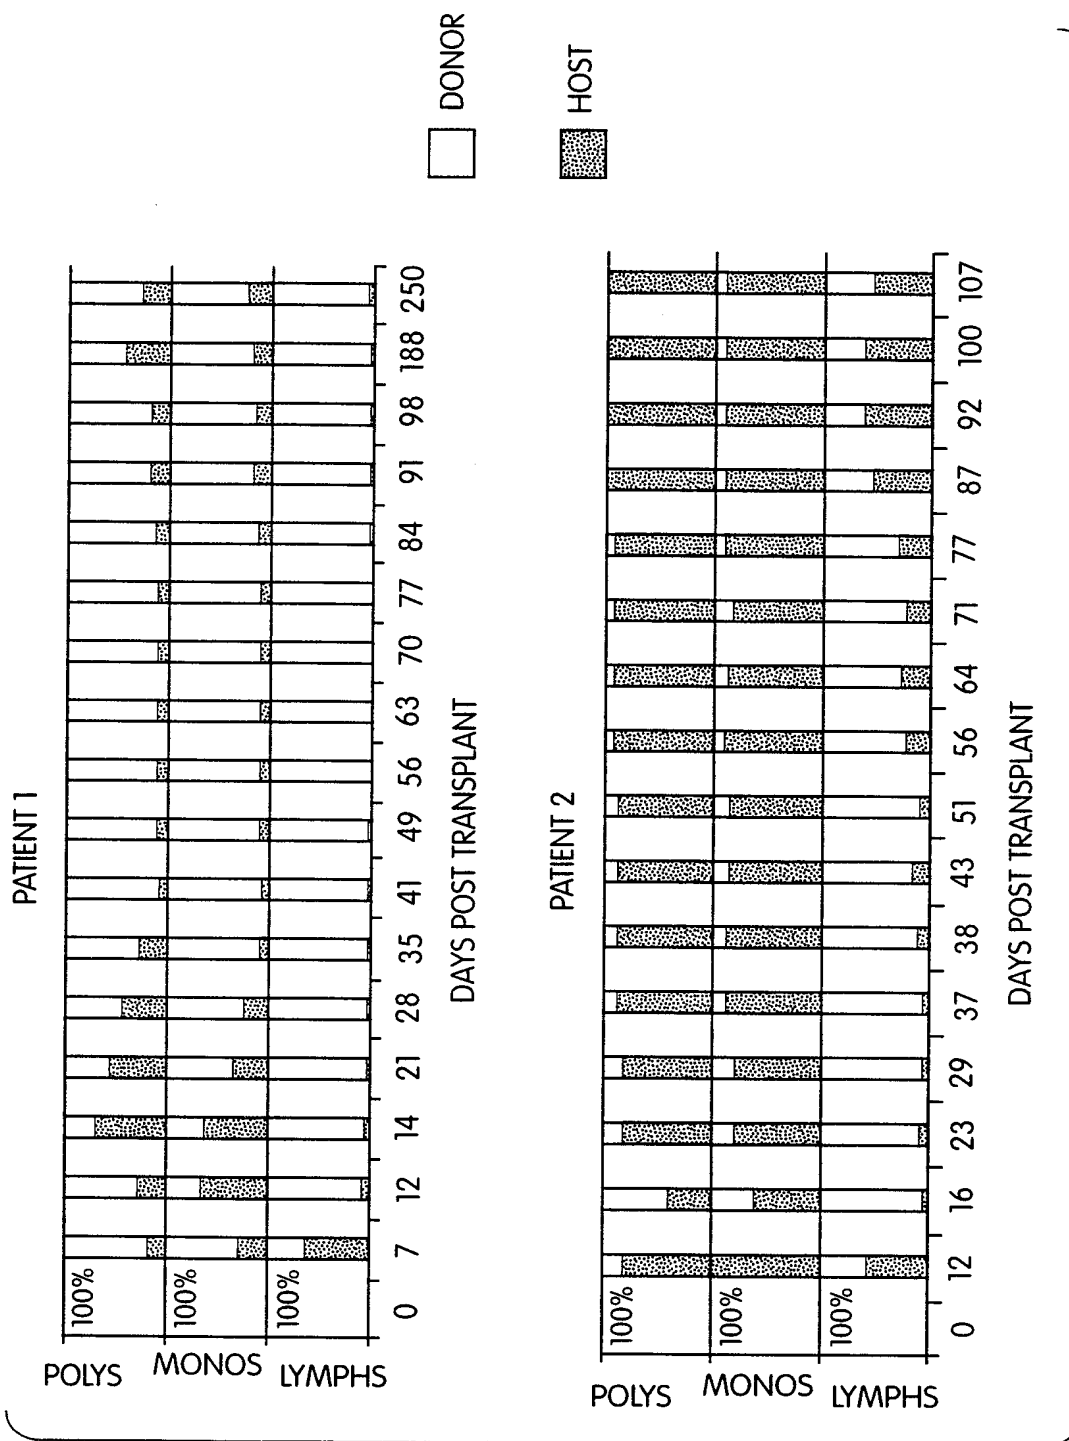 PATIENT 1
POLYS
100%
MONOS
100%
LYMPHS
100%
0 7 12 14 21 28 35 41 49 56 63 70 77 84 91 98 188 250
DAYS POST TRANSPLANT
DONOR
HOST
PATIENT 2
POLYS
100%
MONOS
100%
LYMPHS
100%
0 12 16 23 29 37 38 43 51 56 64 71 77 87 92 100 107
DAYS POST TRANSPLANT